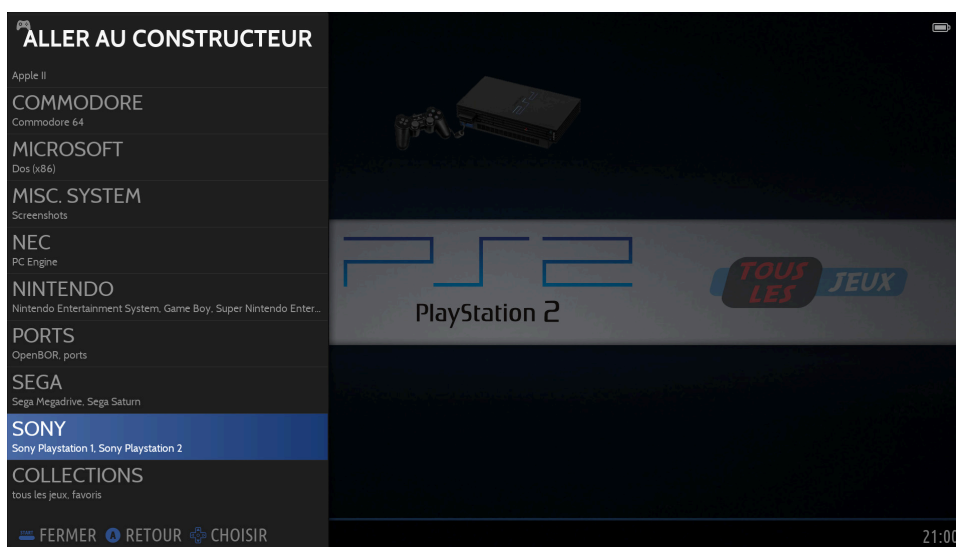 ALLER AU CONSTRUCTEUR
Apple II
COMMODORE
Commodore 64
MICROSOFT
Dos (x86)
MISC. SYSTEM
Screenshots
NEC
PC Engine
NINTENDO
Nintendo Entertainment System, Game Boy, Super Nintendo Enter...
PORTS
OpenBOR, ports
SEGA
Sega Megadrive, Sega Saturn
SONY
Sony Playstation 1, Sony Playstation 2
COLLECTIONS
tous les jeux, favoris
START FERMER A RETOUR CHOISIR
PS2
PlayStation 2
TOUS
LES JEUX
21:00